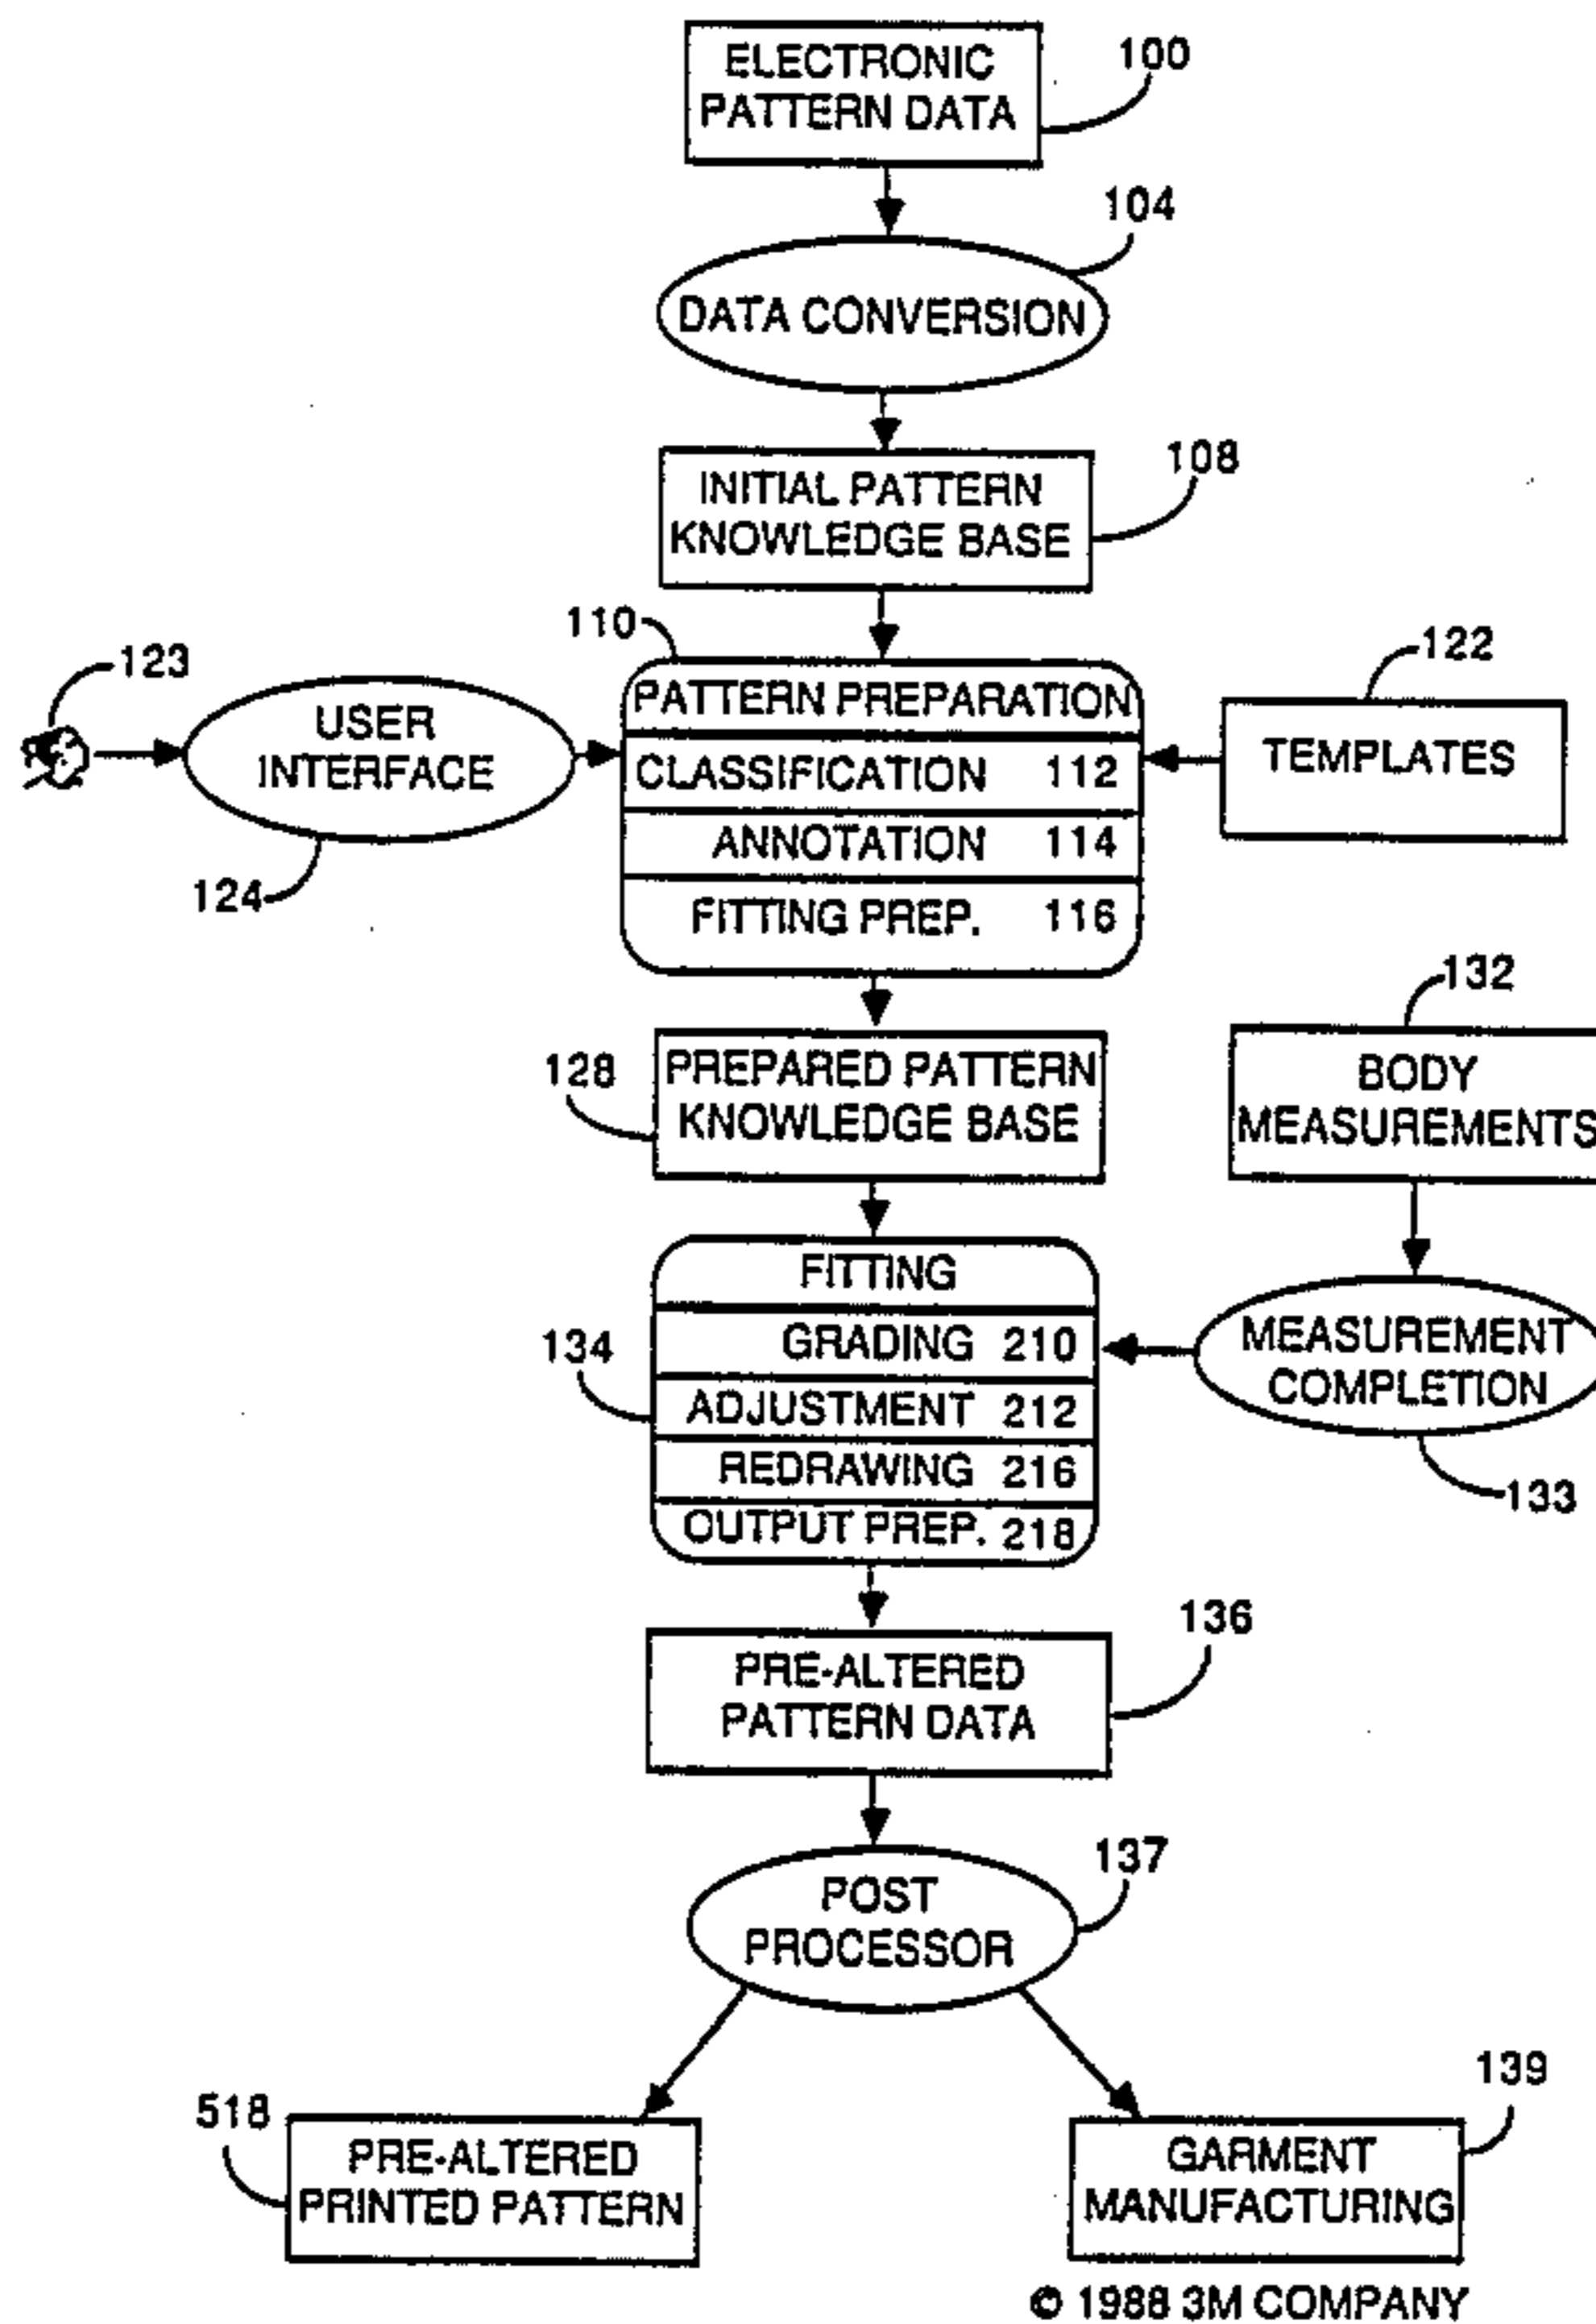 ELECTRONIC
PATTERN DATA
100
104
DATA CONVERSION
108
INITIAL PATTERN
KNOWLEDGE BASE
110
123
122
USER
INTERFACE
PATTERN PREPARATION
CLASSIFICATION 112
ANNOTATION 114
FITTING PREP. 116
TEMPLATES
124
132
128
PREPARED PATTERN
KNOWLEDGE BASE
BODY
MEASUREMENTS
134
FITTING
GRADING 210
ADJUSTMENT 212
REDRAWING 216
OUTPUT PREP. 218
MEASUREMENT
COMPLETION
133
136
PRE-ALTERED
PATTERN DATA
137
POST
PROCESSOR
518
PRE-ALTERED
PRINTED PATTERN
139
GARMENT
MANUFACTURING
© 1988 3M COMPANY